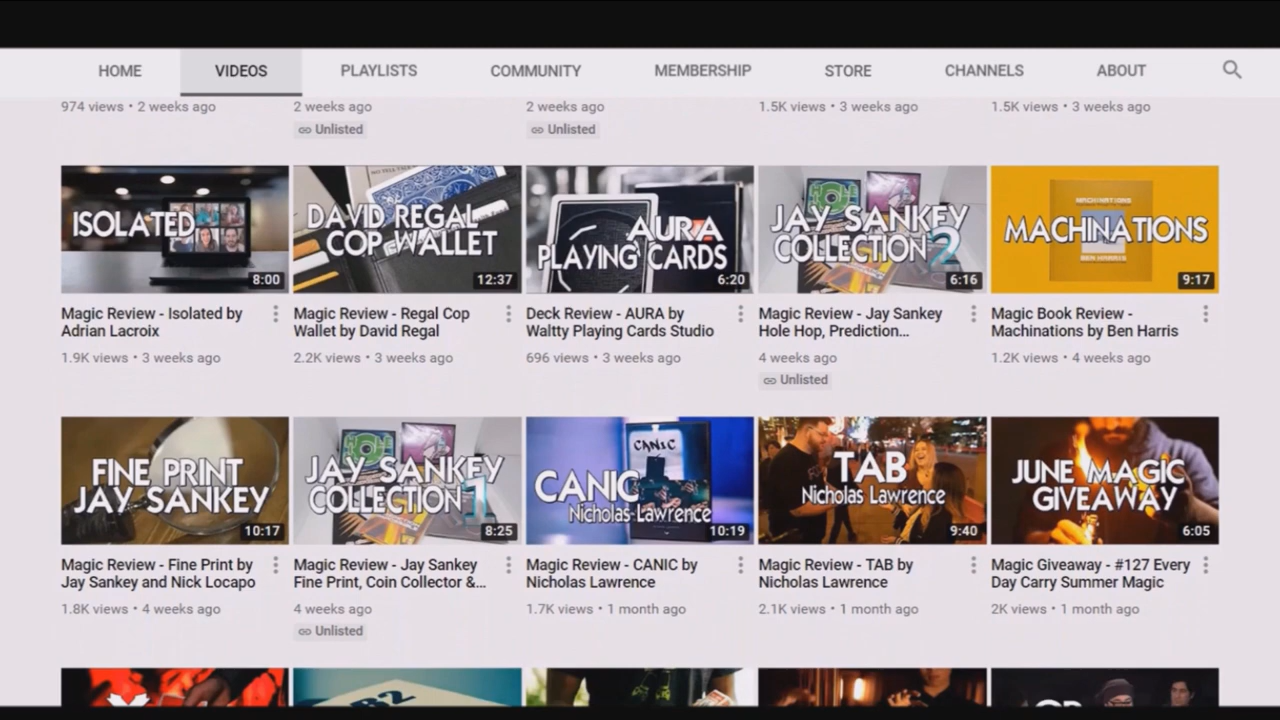 HOME VIDEOS PLAYLISTS COMMUNITY MEMBERSHIP STORE CHANNELS ABOUT
974 views • 2 weeks ago
2 weeks ago
Unlisted
2 weeks ago
Unlisted
1.5K views • 3 weeks ago
1.5K views • 3 weeks ago
ISOLATED
8:00
Magic Review - Isolated by
Adrian Lacroix
1.9K views • 3 weeks ago
DAVID REGAL
COP WALLET
12:37
Magic Review - Regal Cop
Wallet by David Regal
2.2K views • 3 weeks ago
AURA
PLAYING CARDS
6:20
Deck Review - AURA by
Waltty Playing Cards Studio
696 views • 3 weeks ago
HOLE
JAY SANKEY
COLLECTION 2
6:16
Magic Review - Jay Sankey
Hole Hop, Prediction...
4 weeks ago
Unlisted
MACHINATIONS
MACHINATIONS
BEN HARRIS
9:17
Magic Book Review -
Machinations by Ben Harris
1.2K views • 4 weeks ago
FINE PRINT
JAY SANKEY
10:17
Magic Review - Fine Print by
Jay Sankey and Nick Locapo
1.8K views • 4 weeks ago
HOLE
JAY SANKEY
COLLECTION 1
8:25
Magic Review - Jay Sankey
Fine Print, Coin Collector &...
4 weeks ago
Unlisted
CANIC
CANIC
Nicholas Lawrence
10:19
Magic Review - CANIC by
Nicholas Lawrence
1.7K views • 1 month ago
TAB
Nicholas Lawrence
9:40
Magic Review - TAB by
Nicholas Lawrence
2.1K views • 1 month ago
JUNE MAGIC
GIVEAWAY
6:05
Magic Giveaway - #127 Every
Day Carry Summer Magic
2K views • 1 month ago